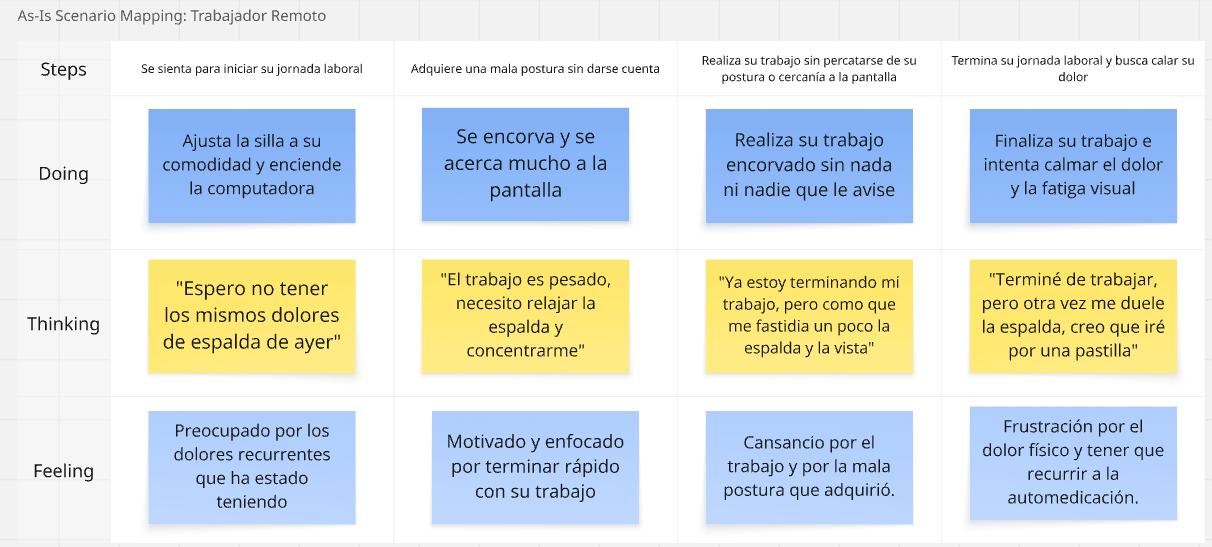 As-Is Scenario Mapping: Trabajador Remoto
Steps
Se sienta para iniciar su jornada laboral
Adquiere una mala postura sin darse cuenta
Realiza su trabajo sin percatarse de su
postura o cercanía a la pantalla
Termina su jornada laboral y busca calar su
dolor
Doing
Ajusta la silla a su
comodidad y enciende
la computadora
Se encorva y se
acerca mucho a la
pantalla
Realiza su trabajo
encorvado sin nada
ni nadie que le avise
Finaliza su trabajo e
intenta calmar el dolor
y la fatiga visual
Thinking
"Espero no tener
los mismos dolores
de espalda de ayer"
"El trabajo es pesado,
necesito relajar la
espalda y
concentrarme"
"Ya estoy terminando mi
trabajo, pero como que
me fastidia un poco la
espalda y la vista"
"Terminé de trabajar,
pero otra vez me duele
la espalda, creo que iré
por una pastilla"
Feeling
Preocupado por los
dolores recurrentes
que ha estado
teniendo
Motivado y enfocado
por terminar rápido
con su trabajo
Cansancio por el
trabajo y por la mala
postura que adquirió.
Frustración por el
dolor físico y tener que
recurrir a la
automedicación.